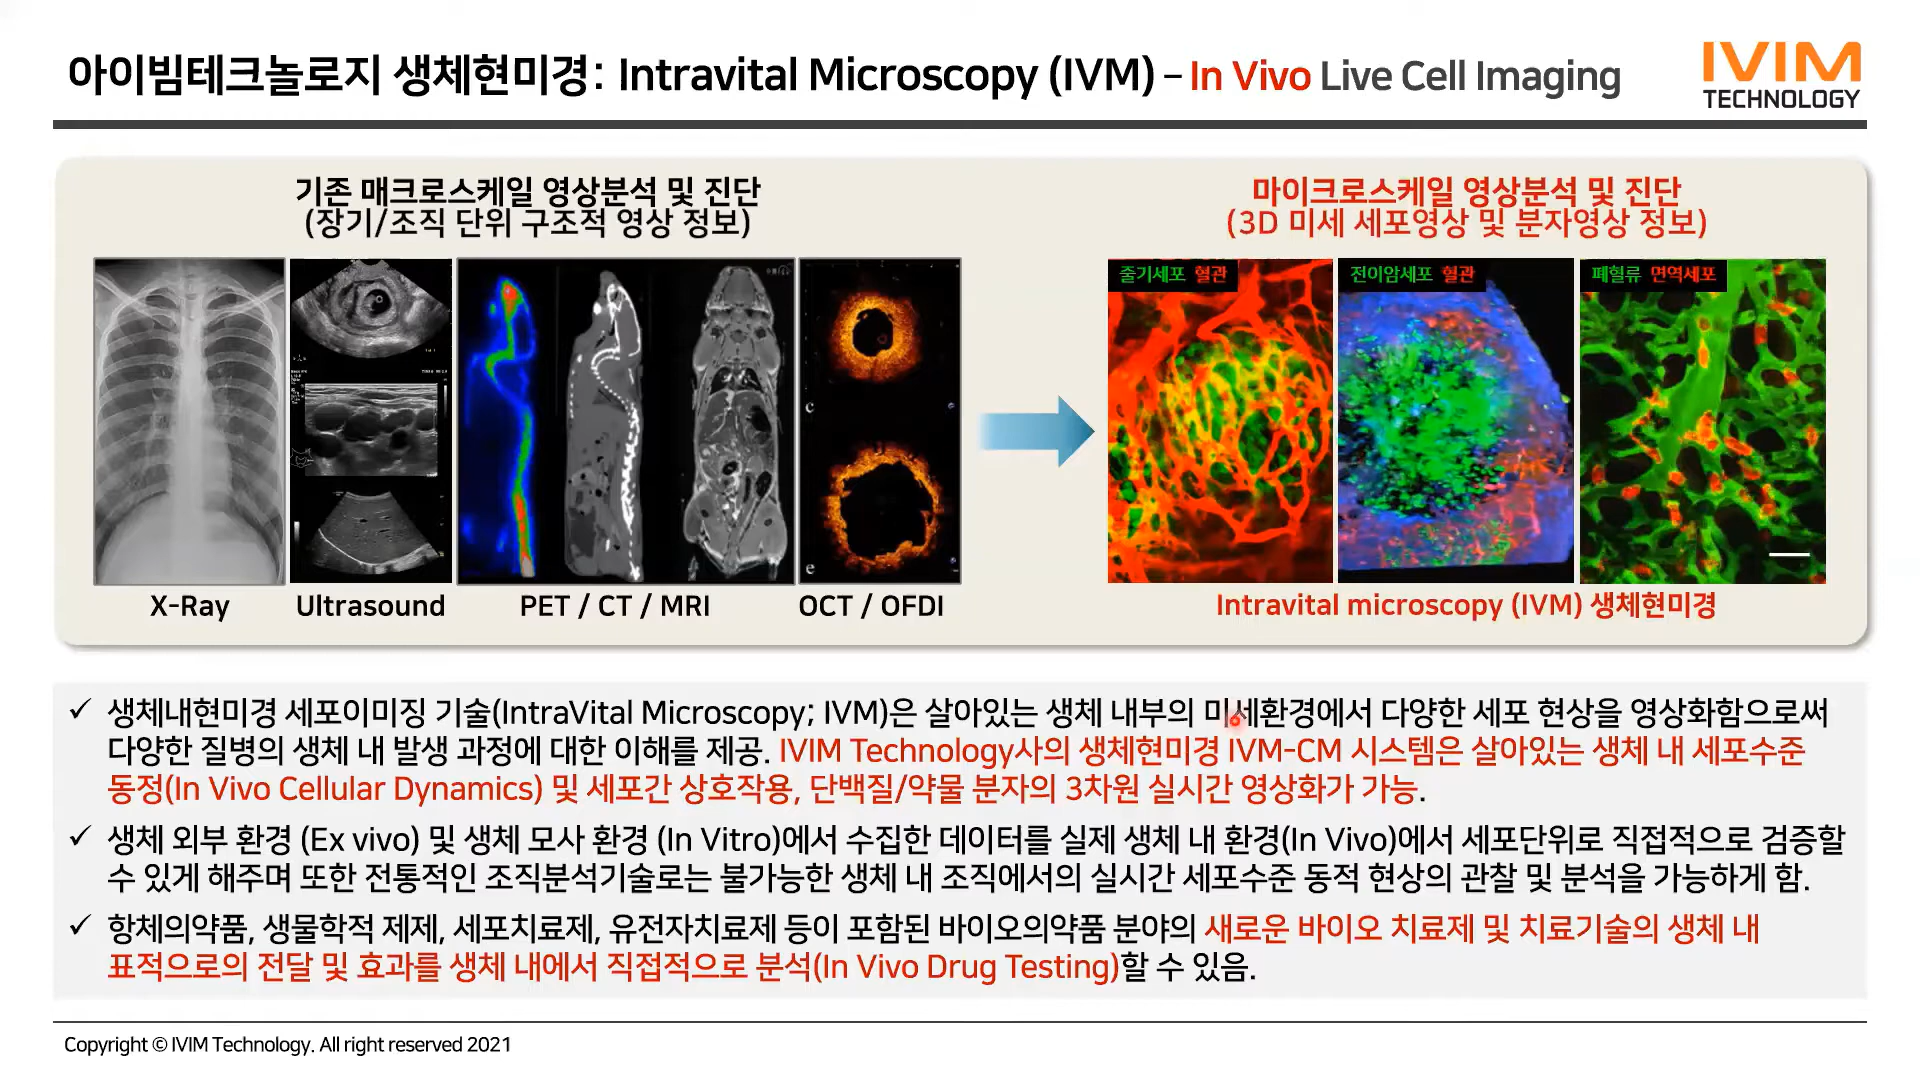 아이빔테크놀로지 생체현미경: Intravital Microscopy (IVM) – In Vivo Live Cell Imaging
IVIM
TECHNOLOGY
기존 매크로스케일 영상분석 및 진단
(장기/조직 단위 구조적 영상 정보)
마이크로스케일 영상분석 및 진단
(3D 미세 세포영상 및 분자영상 정보)
줄기세포 혈관
전이암세포 혈관
폐혈류 면역세포
c
e
X-Ray
Ultrasound
PET / CT / MRI
OCT / OFDI
Intravital microscopy (IVM) 생체현미경
✓ 생체내현미경 세포이미징 기술(IntraVital Microscopy; IVM)은 살아있는 생체 내부의 미세환경에서 다양한 세포 현상을 영상화함으로써
다양한 질병의 생체 내 발생 과정에 대한 이해를 제공. IVIM Technology사의 생체현미경 IVM-CM 시스템은 살아있는 생체 내 세포수준
동정(In Vivo Cellular Dynamics) 및 세포간 상호작용, 단백질/약물 분자의 3차원 실시간 영상화가 가능.
✓ 생체 외부 환경 (Ex vivo) 및 생체 모사 환경 (In Vitro)에서 수집한 데이터를 실제 생체 내 환경(In Vivo)에서 세포단위로 직접적으로 검증할
수 있게 해주며 또한 전통적인 조직분석기술로는 불가능한 생체 내 조직에서의 실시간 세포수준 동적 현상의 관찰 및 분석을 가능하게 함.
✓ 항체의약품, 생물학적 제제, 세포치료제, 유전자치료제 등이 포함된 바이오의약품 분야의 새로운 바이오 치료제 및 치료기술의 생체 내
표적으로의 전달 및 효과를 생체 내에서 직접적으로 분석(In Vivo Drug Testing)할 수 있음.
Copyright © IVIM Technology. All right reserved 2021